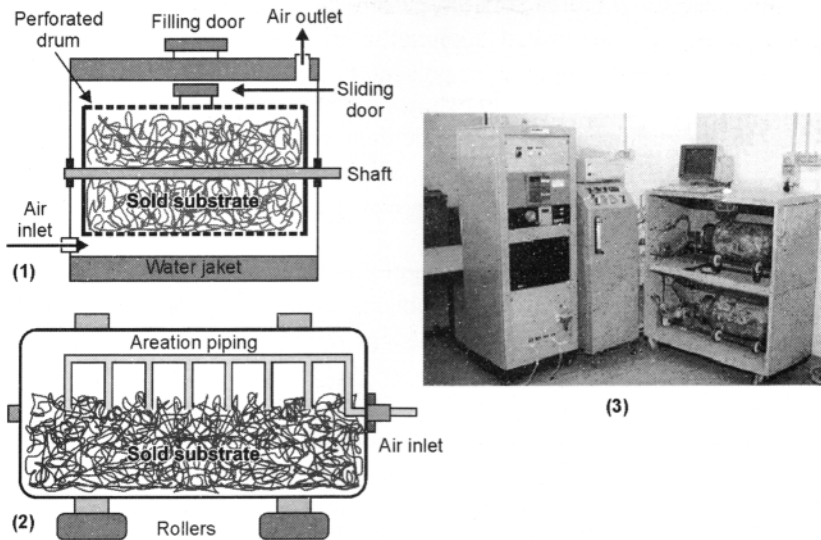 Perforated
drum
Filling door
Air outlet
Sliding
door
Shaft
Sold substrate
Air
inlet
(1)
Water jaket
Areation piping
Sold substrate
Air inlet
(2)
Rollers
(3)